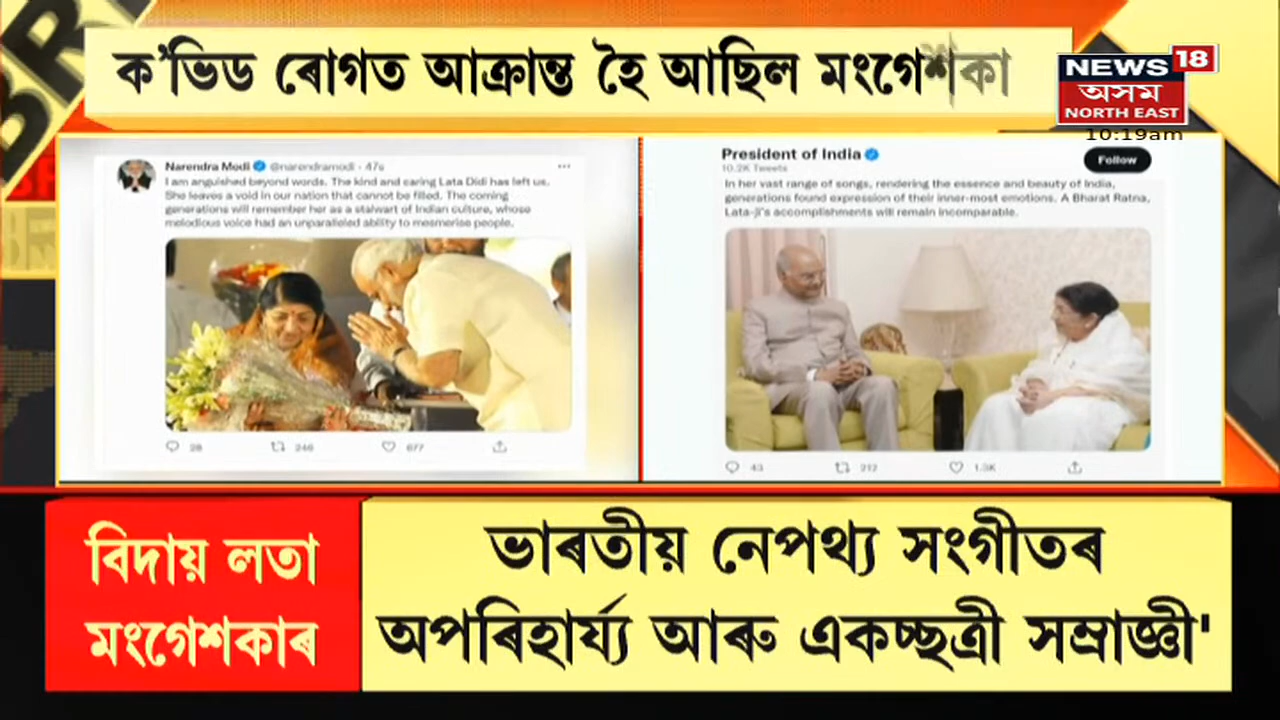 ক'ভিড ৰোগত আক্ৰান্ত হৈ আছিল মংগেশকা
NEWS 18
অসম
NORTH EAST
10:19am
Narendra Modi @narendramodi · 47s
I am anguished beyond words. The kind and caring Lata Didi has left us.
She leaves a void in our nation that cannot be filled. The coming
generations will remember her as a stalwart of Indian culture, whose
melodious voice had an unparalleled ability to mesmerise people.
28 246 677
President of India
Follow
10.2K Tweets
In her vast range of songs, rendering the essence and beauty of India,
generations found expression of their inner-most emotions. A Bharat Ratna,
Lata-ji's accomplishments will remain incomparable.
43 212 1.3K
বিদায় লতা
মংগেশকাৰ
ভাৰতীয় নেপথ্য সংগীতৰ
অপৰিহাৰ্য্য আৰু একচ্ছত্ৰী সম্ৰাজ্ঞী'